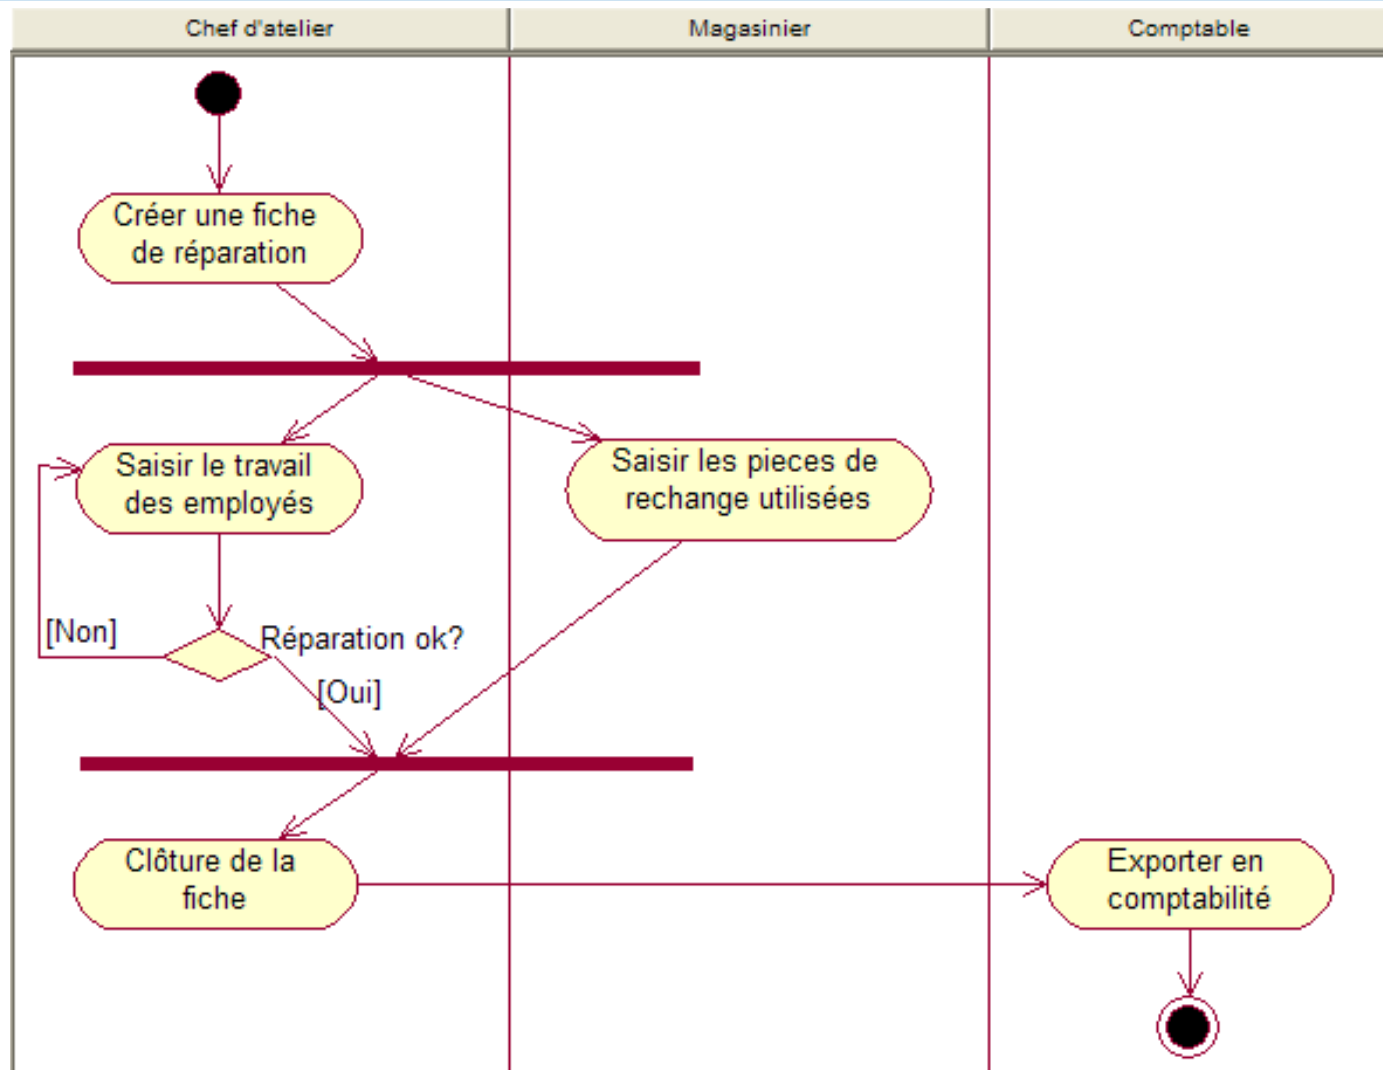 Chef d'atelier
Magasinier
Comptable
Créer une fiche
de réparation
Saisir le travail
des employés
Saisir les pieces de
rechange utilisées
[Non]
Réparation ok?
[Oui]
Clôture de la
fiche
Exporter en
comptabilité